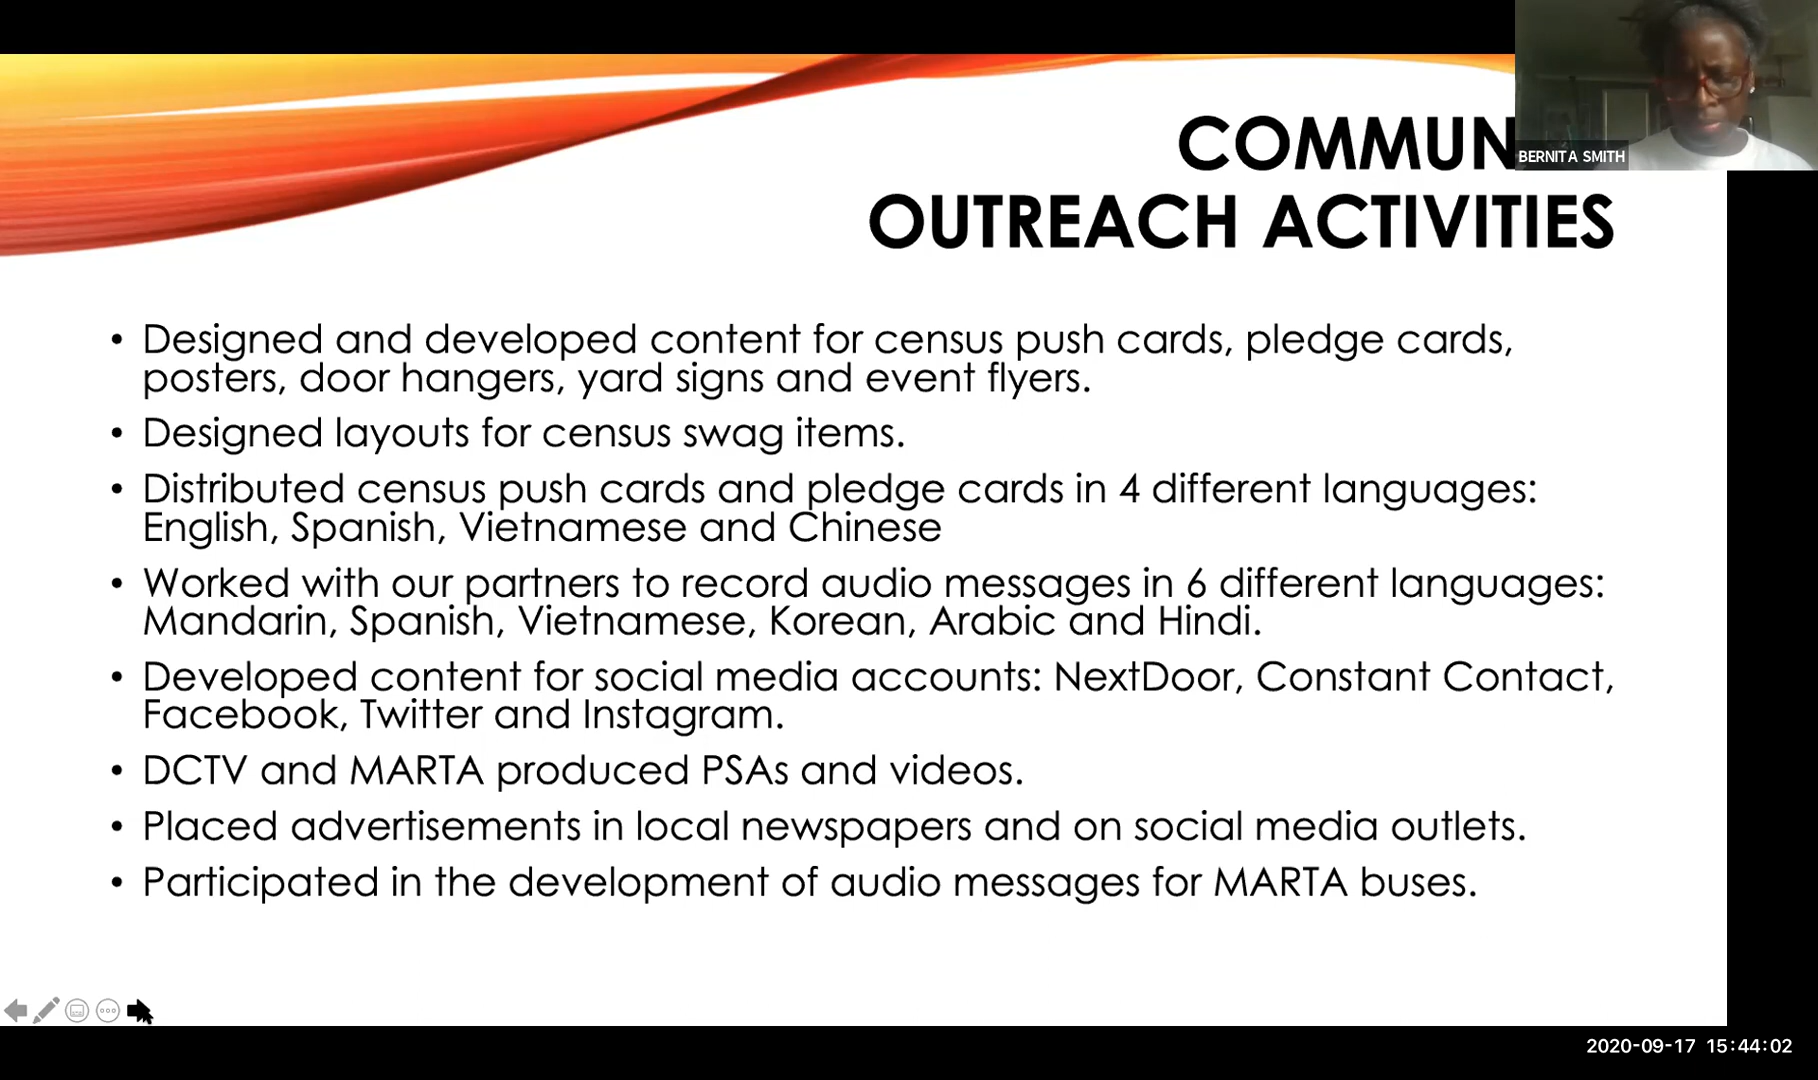 COMMUN
BERNITA SMITH
OUTREACH ACTIVITIES
• Designed and developed content for census push cards, pledge cards,
posters, door hangers, yard signs and event flyers.
• Designed layouts for census swag items.
• Distributed census push cards and pledge cards in 4 different languages:
English, Spanish, Vietnamese and Chinese
• Worked with our partners to record audio messages in 6 different languages:
Mandarin, Spanish, Vietnamese, Korean, Arabic and Hindi.
• Developed content for social media accounts: NextDoor, Constant Contact,
Facebook, Twitter and Instagram.
• DCTV and MARTA produced PSAs and videos.
• Placed advertisements in local newspapers and on social media outlets.
• Participated in the development of audio messages for MARTA buses.
2020-09-17 15:44:02